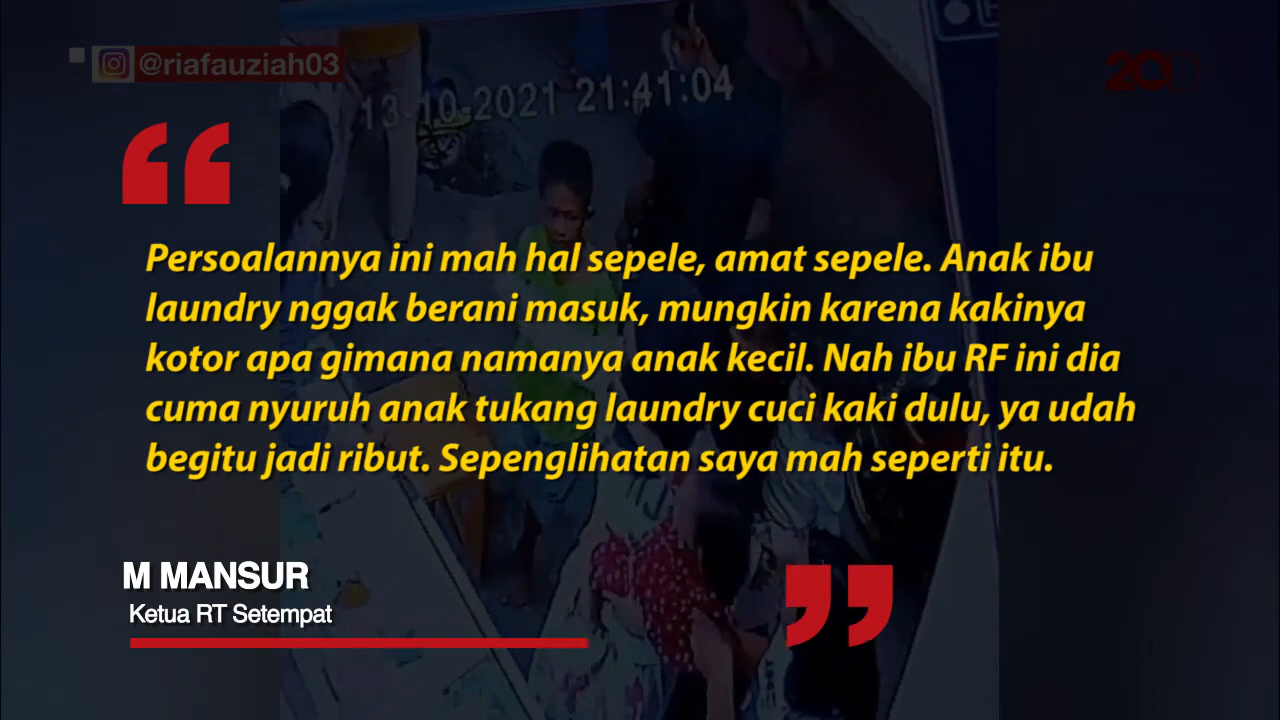 @riafauziah03
20D
13-10-2021 21:41:04
Persoalannya ini mah hal sepele, amat sepele. Anak ibu
laundry nggak berani masuk, mungkin karena kakinya
kotor apa gimana namanya anak kecil. Nah ibu RF ini dia
cuma nyuruh anak tukang laundry cuci kaki dulu, ya udah
begitu jadi ribut. Sepenglihatan saya mah seperti itu.
M MANSUR
Ketua RT Setempat